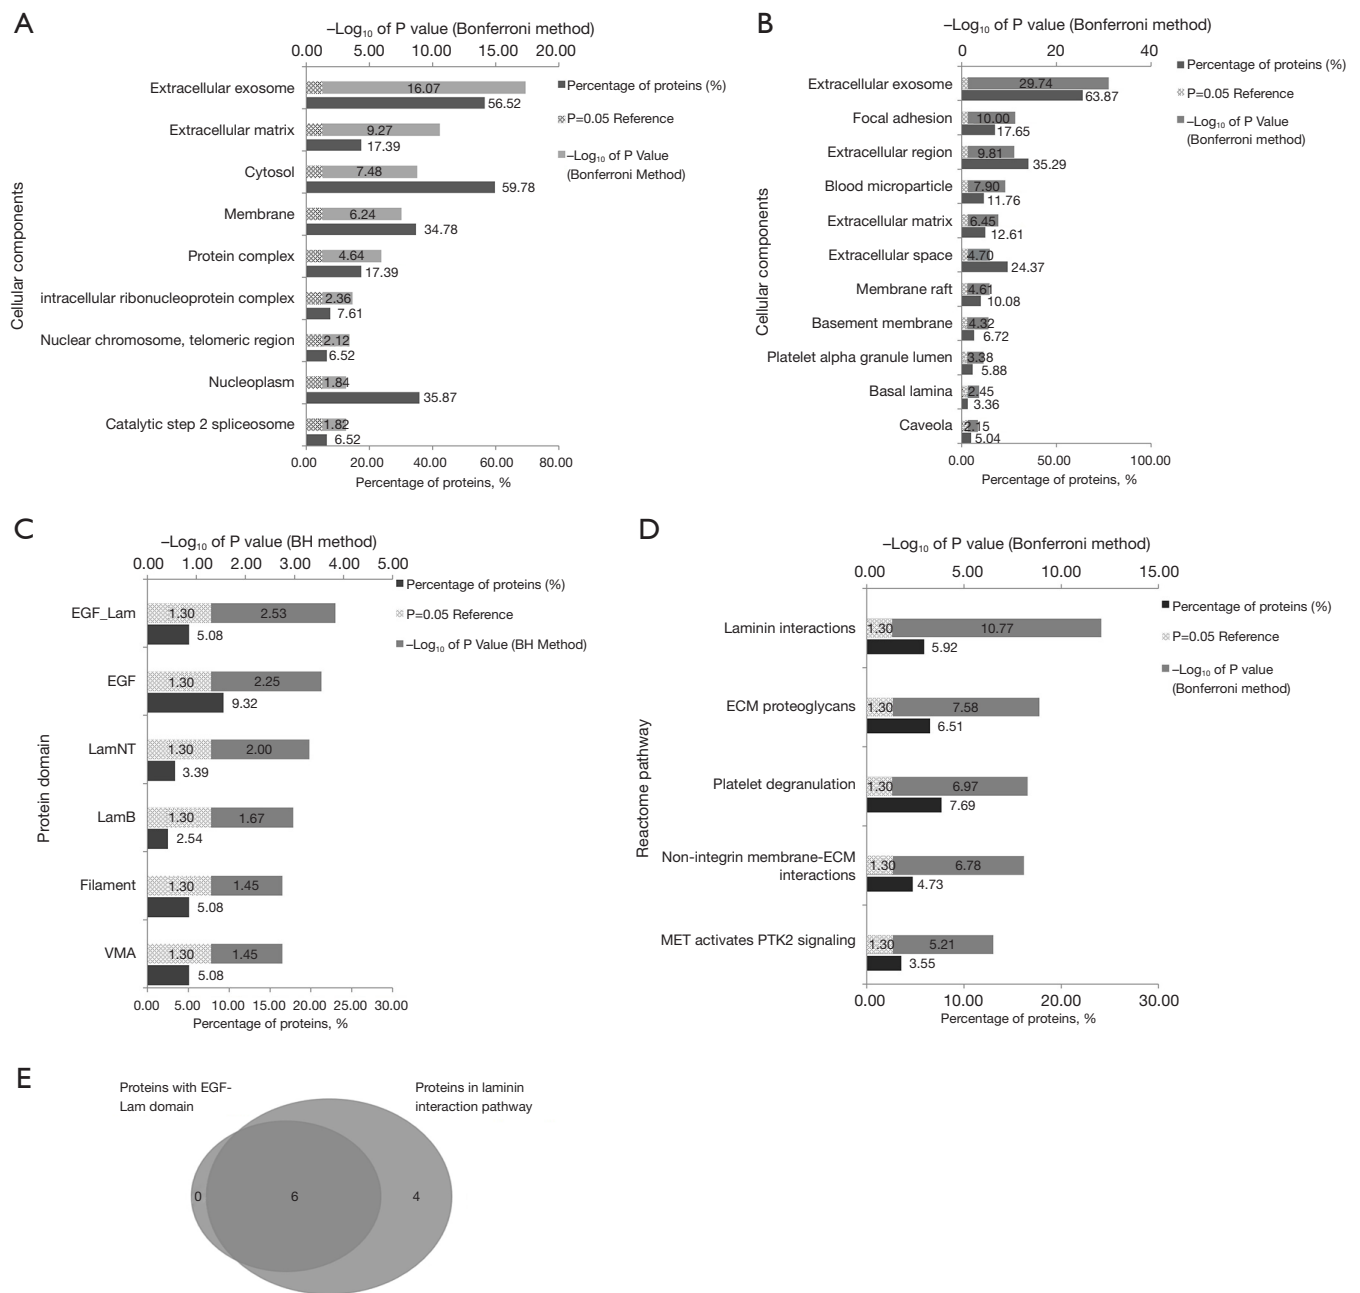 A
–Log10 of P value (Bonferroni method)
0.00 5.00 10.00 15.00 20.00
Cellular components
Extracellular exosome
16.07
56.52
Extracellular matrix
9.27
17.39
Cytosol
7.48
59.78
Membrane
6.24
34.78
Protein complex
4.64
17.39
intracellular ribonucleoprotein complex
2.36
7.61
Nuclear chromosome, telomeric region
2.12
6.52
Nucleoplasm
1.84
35.87
Catalytic step 2 spliceosome
1.82
6.52
0.00 20.00 40.00 60.00 80.00
Percentage of proteins, %
Percentage of proteins (%)
P=0.05 Reference
–Log10 of P Value
(Bonferroni Method)
B
–Log10 of P value (Bonferroni method)
0 20 40
Cellular components
Extracellular exosome
29.74
63.87
Focal adhesion
10.00
17.65
Extracellular region
9.81
35.29
Blood microparticle
7.90
11.76
Extracellular matrix
6.45
12.61
Extracellular space
4.70
24.37
Membrane raft
4.61
10.08
Basement membrane
4.32
6.72
Platelet alpha granule lumen
3.38
5.88
Basal lamina
2.45
3.36
Caveola
2.15
5.04
0.00 50.00 100.00
Percentage of proteins, %
Percentage of proteins (%)
P=0.05 Reference
–Log10 of P Value
(Bonferroni method)
C
–Log10 of P value (BH method)
0.00 1.00 2.00 3.00 4.00 5.00
Protein domain
EGF_Lam
1.30 2.53
5.08
EGF
1.30 2.25
9.32
LamNT
1.30 2.00
3.39
LamB
1.30 1.67
2.54
Filament
1.30 1.45
5.08
VMA
1.30 1.45
5.08
0.00 5.00 10.00 15.00 20.00 25.00 30.00
Percentage of proteins, %
Percentage of proteins (%)
P=0.05 Reference
–Log10 of P Value (BH Method)
D
–Log10 of P value (Bonferroni method)
0.00 5.00 10.00 15.00
Reactome pathway
Laminin interactions
1.30 10.77
5.92
ECM proteoglycans
1.30 7.58
6.51
Platelet degranulation
1.30 6.97
7.69
Non-integrin membrane-ECM
interactions
1.30 6.78
4.73
MET activates PTK2 signaling
1.30 5.21
3.55
0.00 10.00 20.00 30.00
Percentage of proteins, %
Percentage of proteins (%)
P=0.05 Reference
–Log10 of P value
(Bonferroni method)
E
Proteins with EGF-
Lam domain
Proteins in laminin
interaction pathway
0 6 4